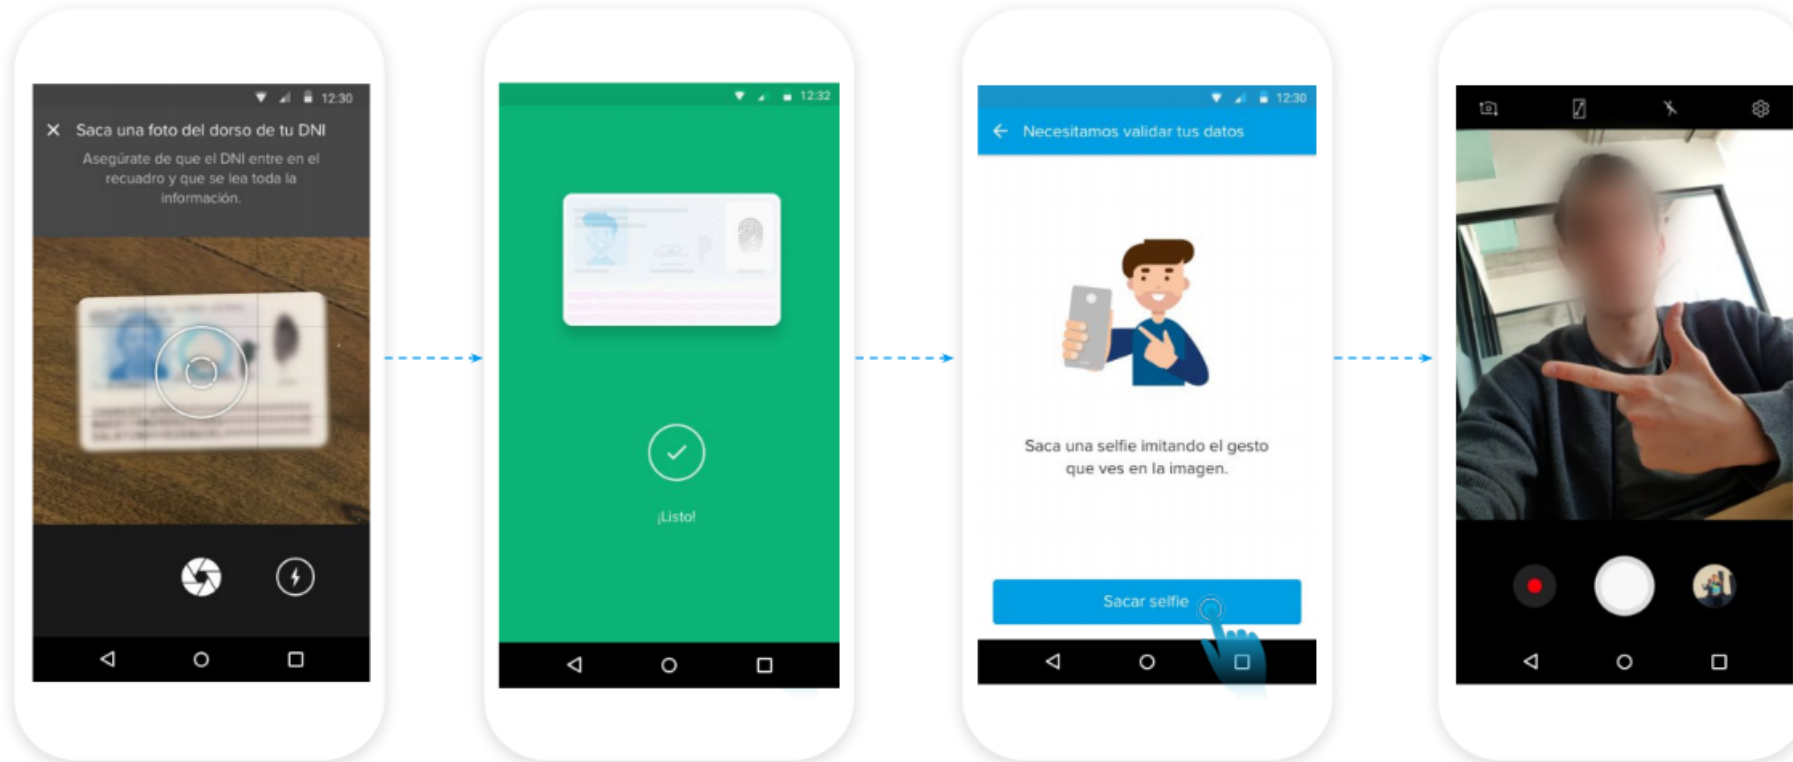 12:30
Saca una foto del dorso de tu DNI
Asegúrate de que el DNI entre en el
recuadro y que se lea toda la
información.
12:32
¡Listo!
12:30
Necesitamos validar tus datos
Saca una selfie imitando el gesto
que ves en la imagen.
Sacar selfie